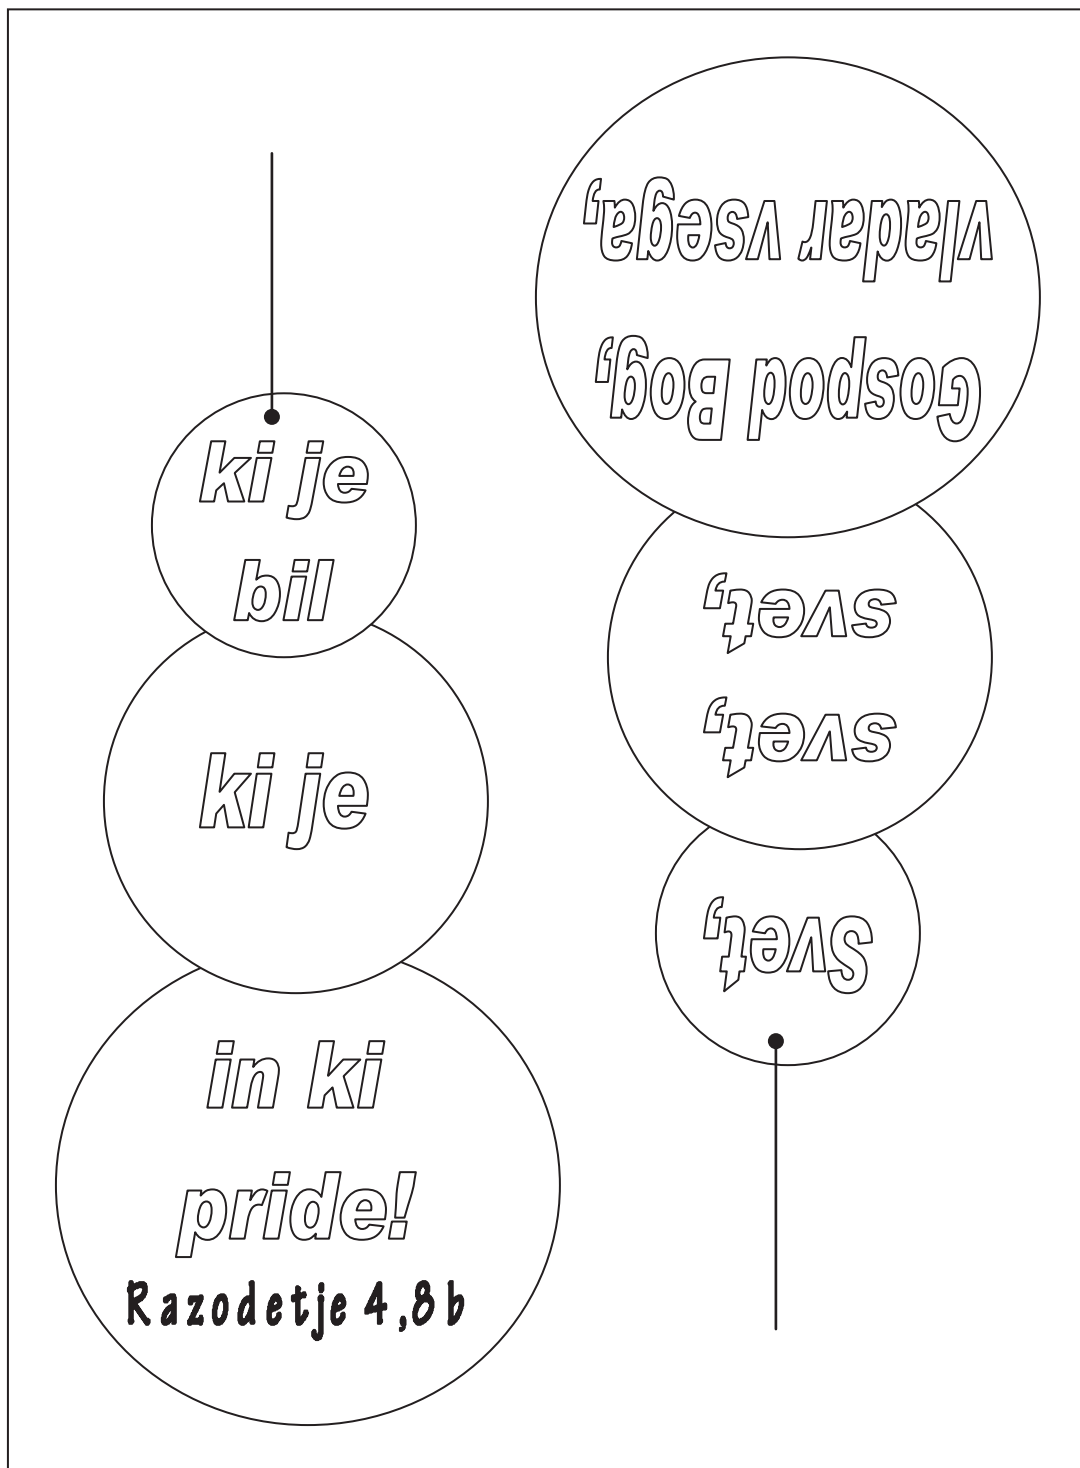 Svet,
svet,
svet,
Gospod Bog,
vladar vsega,
ki je
bil
ki je
in ki
pride!
Razodetje 4,8b